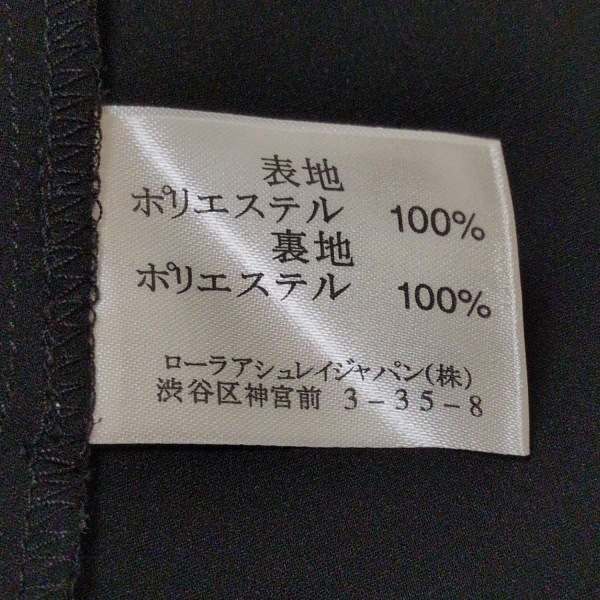 表地
ポリエステル 100%
裏地
ポリエステル 100%
ローラアシュレイジャパン(株)
渋谷区神宮前 3-35-8